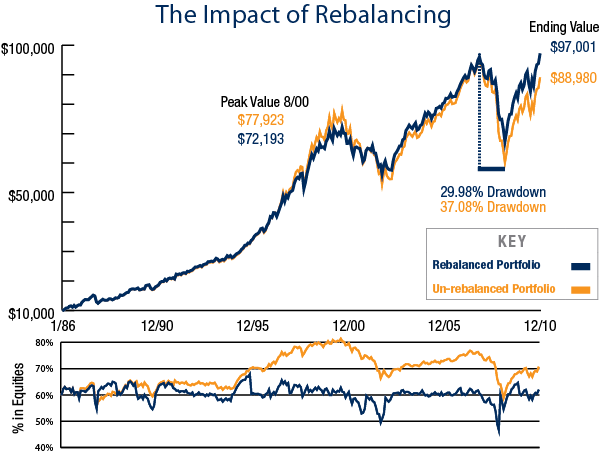 The Impact of Rebalancing
Ending Value
$97,001
$88,980
$100,000
Peak Value 8/00
$77,923
$72,193
$50,000
29.98% Drawdown
37.08% Drawdown
KEY
Rebalanced Portfolio
Un-rebalanced Portfolio
$10,000
1/86 12/90 12/95 12/00 12/05 12/10
80%
70%
60%
50%
40%
% in Equities